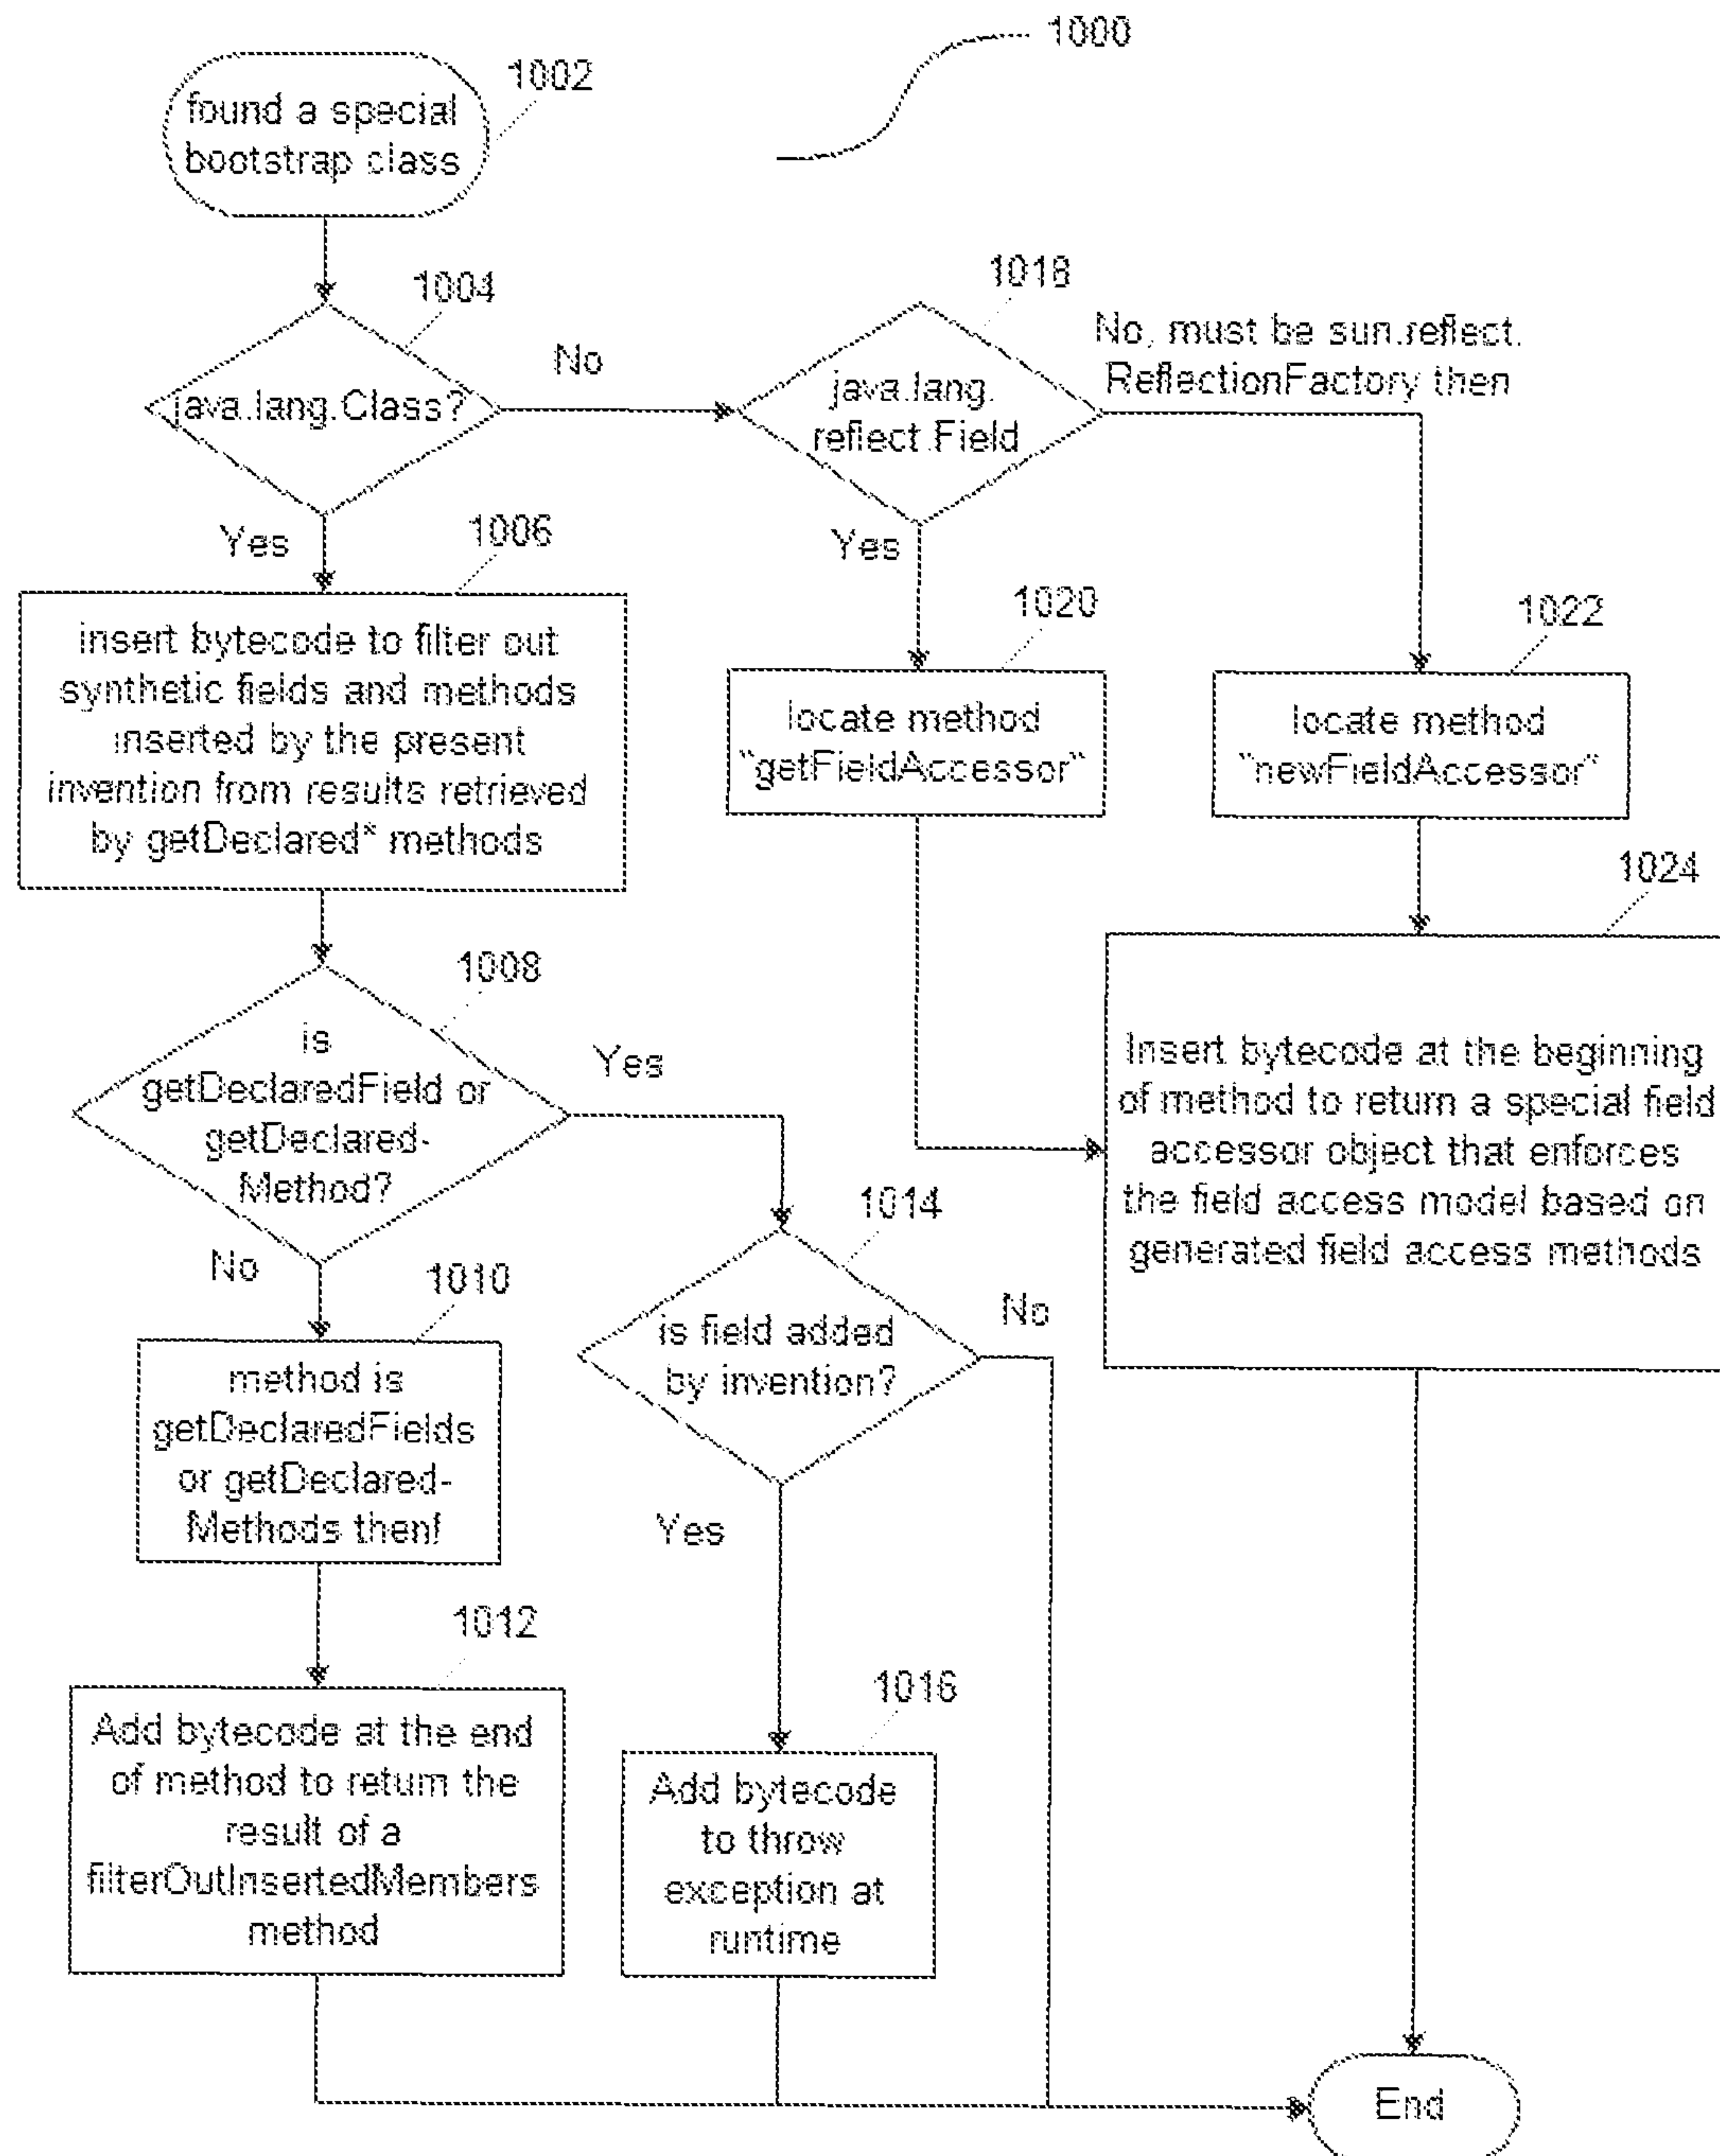 1000
1002
found a special
bootstrap class
1004
java.lang.Class?
No
1018
java.lang.
reflect.Field
No, must be sun.reflect.
ReflectionFactory then
Yes
1006
insert bytecode to filter out
synthetic fields and methods
inserted by the present
invention from results retrieved
by getDeclared* methods
Yes
1020
locate method
"getFieldAccessor"
1022
locate method
"newFieldAccessor"
1024
Insert bytecode at the beginning
of method to return a special field
accessor object that enforces
the field access model based on
generated field access methods
1008
is
getDeclaredField or
getDeclared-
Method?
Yes
No
1010
method is
getDeclaredFields
or getDeclared-
Methods then!
1014
is field added
by invention?
No
Yes
1012
Add bytecode at the end
of method to return the
result of a
filterOutInsertedMembers
method
1016
Add bytecode
to throw
exception at
runtime
End